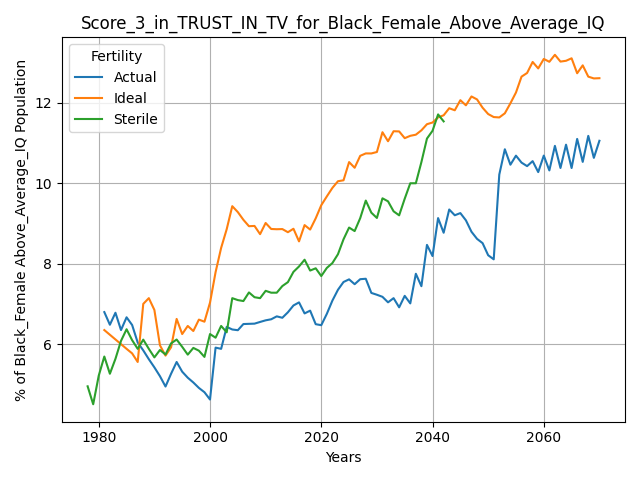 Score_3_in_TRUST_IN_TV_for_Black_Female_Above_Average_IQ
Fertility
Actual
Ideal
Sterile
% of Black_Female Above_Average_IQ Population
12
10
8
6
1980
2000
2020
2040
2060
Years